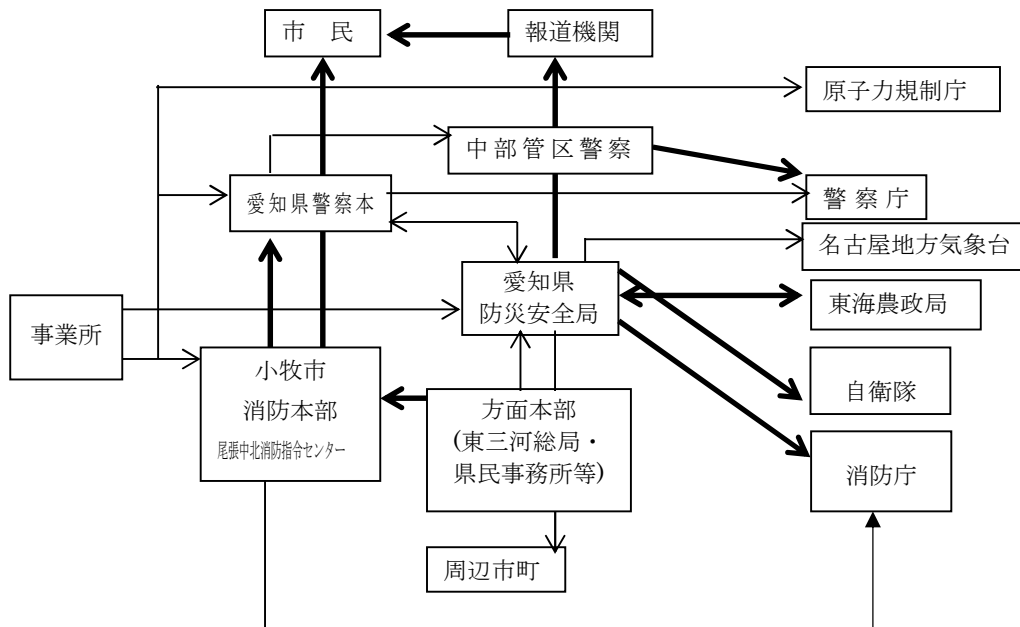 市　民
報道機関
原子力規制庁
中部管区警察
愛知県警察本
警 察 庁
名古屋地方気象台
愛知県
防災安全局
東海農政局
事業所
小牧市
消防本部
尾張中北消防指令センター
方面本部
(東三河総局・
県民事務所等)
自衛隊
消防庁
周辺市町